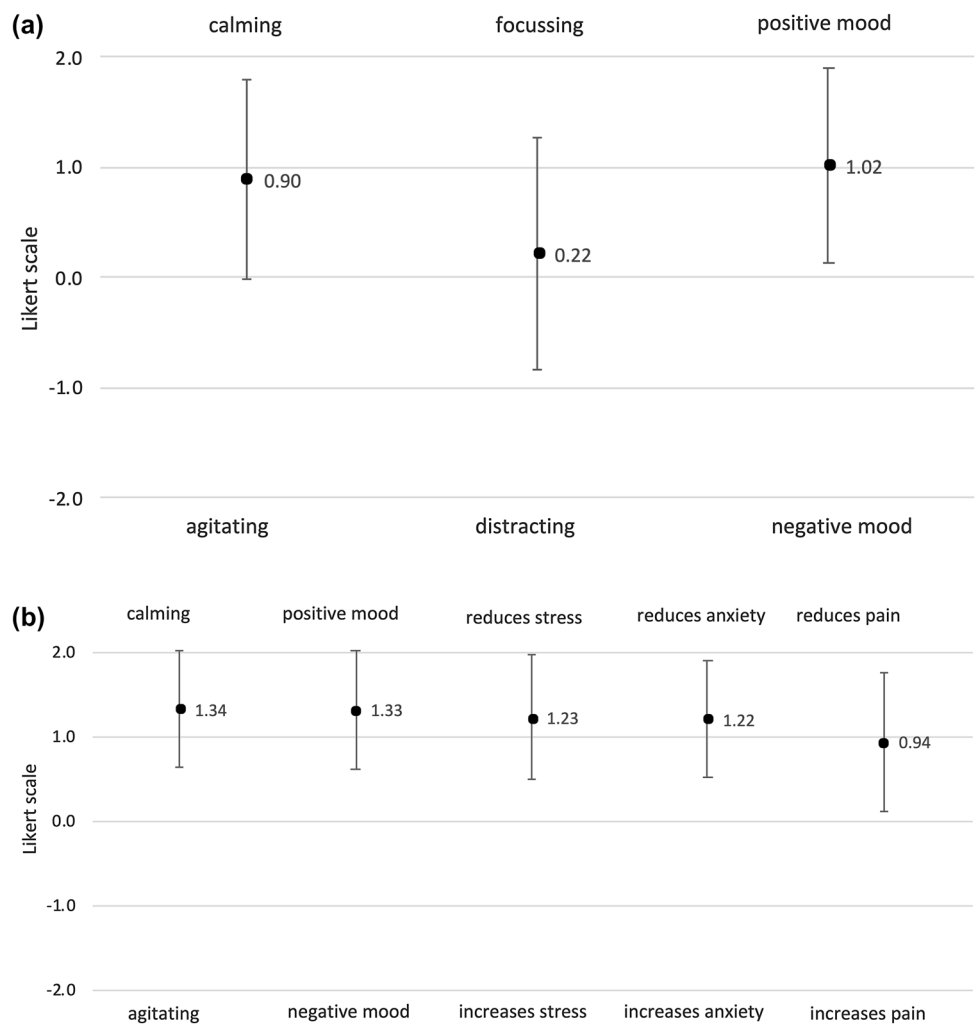 (a)
calming focussing positive mood
2.0
1.0
0.0
-1.0
-2.0
Likert scale
0.90
0.22
1.02
agitating distracting negative mood
(b)
calming positive mood reduces stress reduces anxiety reduces pain
2.0
1.0
0.0
-1.0
-2.0
Likert scale
1.34
1.33
1.23
1.22
0.94
agitating negative mood increases stress increases anxiety increases pain